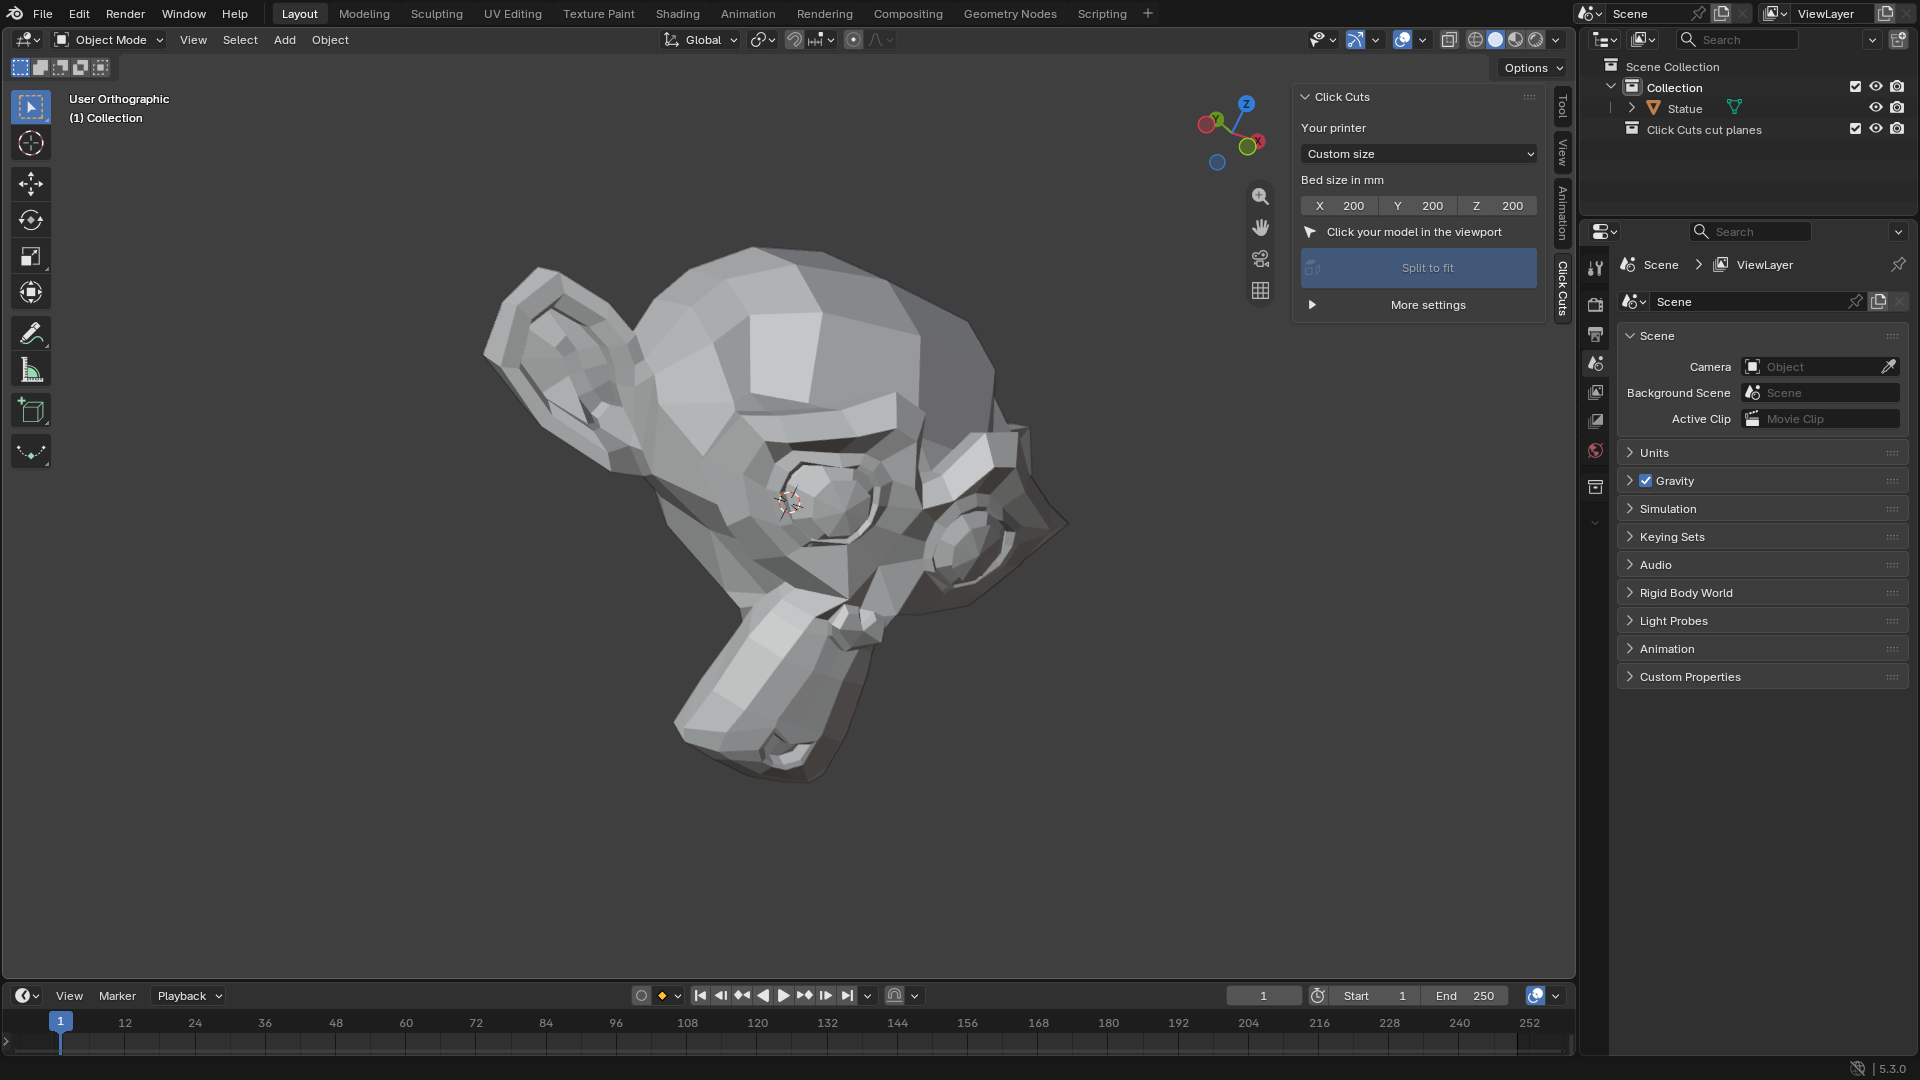 File Edit Render Window Help Layout Modeling Sculpting UV Editing Texture Paint Shading Animation Rendering Compositing Geometry Nodes Scripting + Scene ViewLayer
Object Mode View Select Add Object Global Search
Options
User Orthographic
(1) Collection
Z
Y
X
Click Cuts
Your printer
Custom size
Bed size in mm
X 200 Y 200 Z 200
Click your model in the viewport
Split to fit
More settings
Tool
View
Animation
Click Cuts
Scene Collection
Collection
Statue
Click Cuts cut planes
Search
Scene ViewLayer
Scene
Scene
Camera Object
Background Scene Scene
Active Clip Movie Clip
Units
Gravity
Simulation
Keying Sets
Audio
Rigid Body World
Light Probes
Animation
Custom Properties
View Marker Playback 1 Start 1 End 250
1 12 24 36 48 60 72 84 96 108 120 132 144 156 168 180 192 204 216 228 240 252
5.3.0